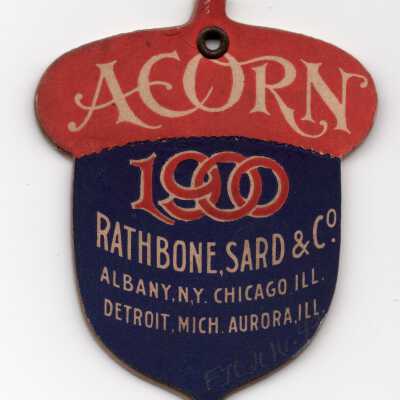 ACORN
1900
RATHBONE, SARD & Co.
ALBANY, N.Y. CHICAGO ILL.
DETROIT, MICH. AURORA, ILL.